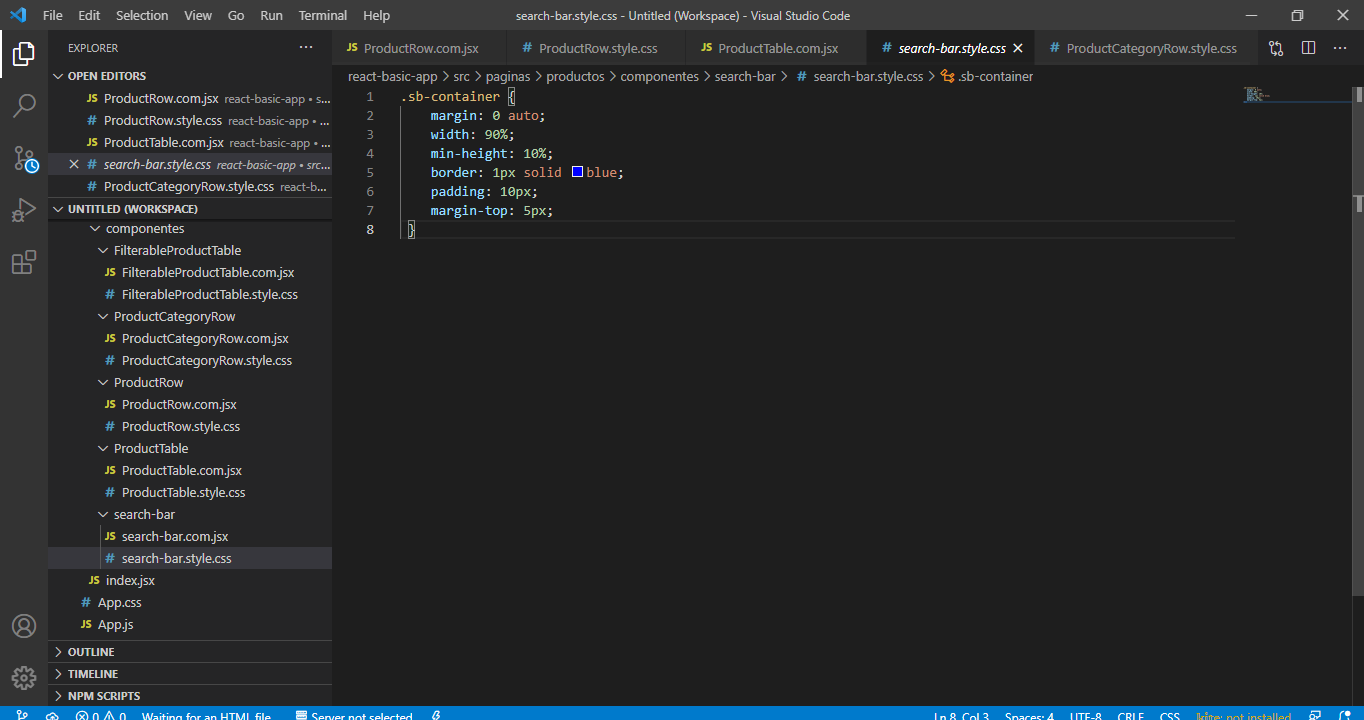 File Edit Selection View Go Run Terminal Help search-bar.style.css - Untitled (Workspace) - Visual Studio Code
EXPLORER ...
JS ProductRow.com.jsx # ProductRow.style.css JS ProductTable.com.jsx # search-bar.style.css # ProductCategoryRow.style.css
react-basic-app > src > paginas > productos > componentes > search-bar > # search-bar.style.css > .sb-container
OPEN EDITORS
JS ProductRow.com.jsx react-basic-app • s...
# ProductRow.style.css react-basic-app • ...
JS ProductTable.com.jsx react-basic-app • ...
# search-bar.style.css react-basic-app • src...
# ProductCategoryRow.style.css react-b...
UNTITLED (WORKSPACE)
componentes
FilterableProductTable
JS FilterableProductTable.com.jsx
# FilterableProductTable.style.css
ProductCategoryRow
JS ProductCategoryRow.com.jsx
# ProductCategoryRow.style.css
ProductRow
JS ProductRow.com.jsx
# ProductRow.style.css
ProductTable
JS ProductTable.com.jsx
# ProductTable.style.css
search-bar
JS search-bar.com.jsx
# search-bar.style.css
JS index.jsx
# App.css
JS App.js
OUTLINE
TIMELINE
NPM SCRIPTS
1 .sb-container {
2 margin: 0 auto;
3 width: 90%;
4 min-height: 10%;
5 border: 1px solid blue;
6 padding: 10px;
7 margin-top: 5px;
8 }
0 0 Waiting for an HTML file Server not selected Ln 8, Col 3 Spaces: 4 UTF-8 CRLF CSS kite: not installed